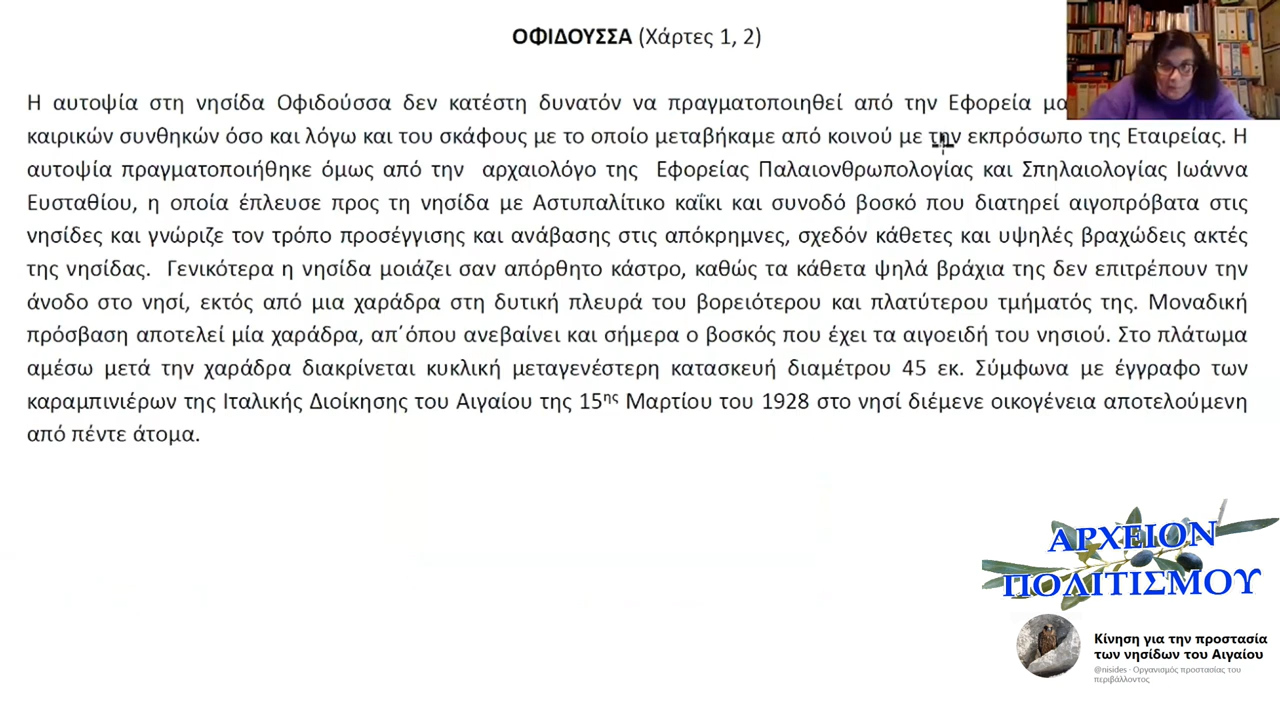 ΟΦΙΔΟΥΣΣΑ (Χάρτες 1, 2)
Η αυτοψία στη νησίδα Οφιδούσσα δεν κατέστη δυνατόν να πραγματοποιηθεί από την Εφορεία
καιρικών συνθηκών όσο και λόγω και του σκάφους με το οποίο μεταβήκαμε από κοινού με την εκπρόσωπο της Εταιρείας. Η
αυτοψία πραγματοποιήθηκε όμως από την αρχαιολόγο της Εφορείας Παλαιονθρωπολογίας και Σπηλαιολογίας Ιωάννα
Ευσταθίου, η οποία έπλευσε προς τη νησίδα με Αστυπαλίτικο καΐκι και συνοδό βοσκό που διατηρεί αιγοπρόβατα στις
νησίδες και γνώριζε τον τρόπο προσέγγισης και ανάβασης στις απόκρημνες, σχεδόν κάθετες και υψηλές βραχώδεις ακτές
της νησίδας. Γενικότερα η νησίδα μοιάζει σαν απόρθητο κάστρο, καθώς τα κάθετα ψηλά βράχια της δεν επιτρέπουν την
άνοδο στο νησί, εκτός από μια χαράδρα στη δυτική πλευρά του βορειότερου και πλατύτερου τμήματός της. Μοναδική
πρόσβαση αποτελεί μία χαράδρα, απ΄όπου ανεβαίνει και σήμερα ο βοσκός που έχει τα αιγοειδή του νησιού. Στο πλάτωμα
αμέσω μετά την χαράδρα διακρίνεται κυκλική μεταγενέστερη κατασκευή διαμέτρου 45 εκ. Σύμφωνα με έγγραφο των
καραμπινιέρων της Ιταλικής Διοίκησης του Αιγαίου της 15ης Μαρτίου του 1928 στο νησί διέμενε οικογένεια αποτελούμενη
από πέντε άτομα.
ΑΡΧΕΙΟΝ
ΠΟΛΙΤΙΣΜΟΥ
Κίνηση για την προστασία
των νησίδων του Αιγαίου
@nisides · Οργανισμός προστασίας του
περιβάλλοντος